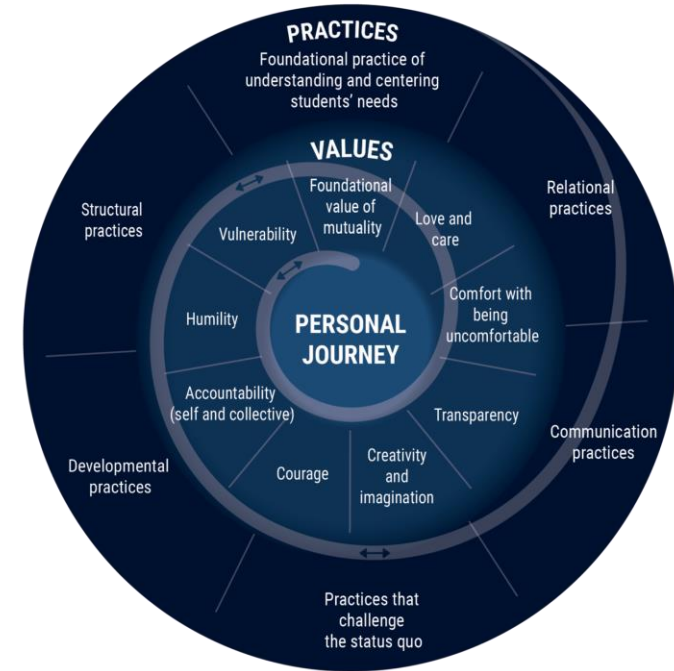 PRACTICES
Foundational practice of
understanding and centering
students' needs
Relational
practices
Communication
practices
Practices that
challenge
the status quo
Developmental
practices
Structural
practices
VALUES
Foundational
value of
mutuality
Love and
care
Comfort with
being
uncomfortable
Transparency
Creativity
and
imagination
Courage
Accountability
(self and collective)
Humility
Vulnerability
PERSONAL
JOURNEY